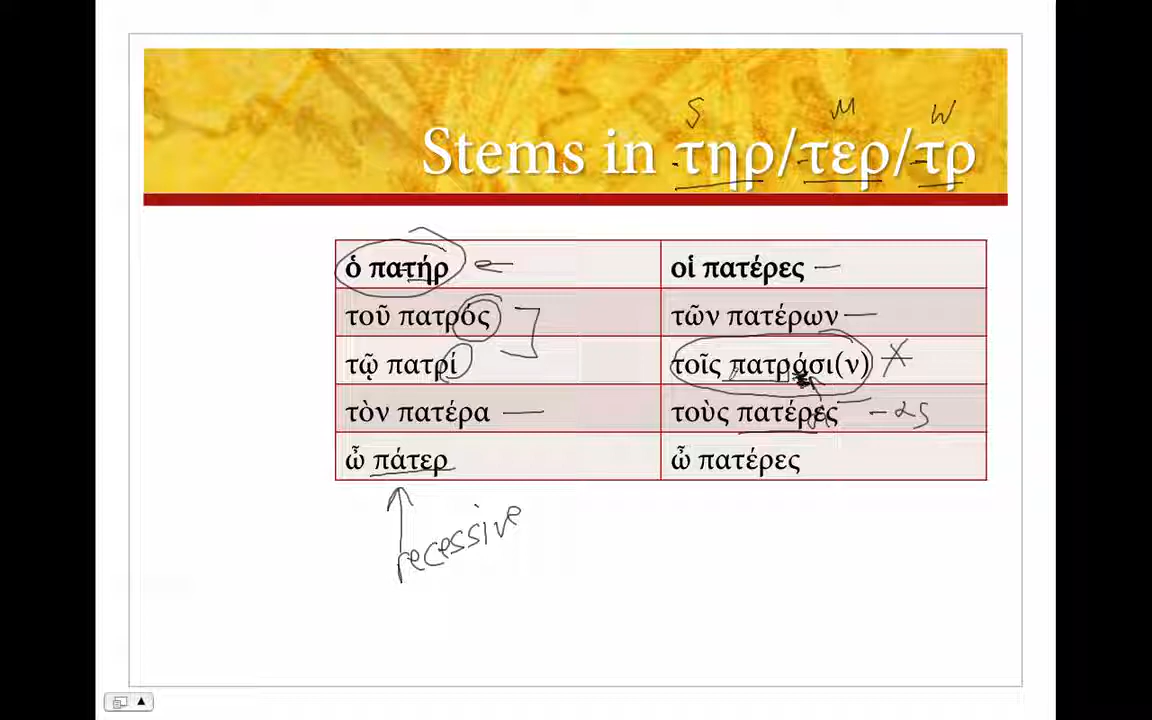 S M W
Stems in τηρ/τερ/τρ
ὁ πατήρ οἱ πατέρες
τοῦ πατρός τῶν πατέρων
τῷ πατρί τοῖς πατράσι(ν)
τὸν πατέρα τοὺς πατέρες - ας
ὦ πάτερ ὦ πατέρες
recessive